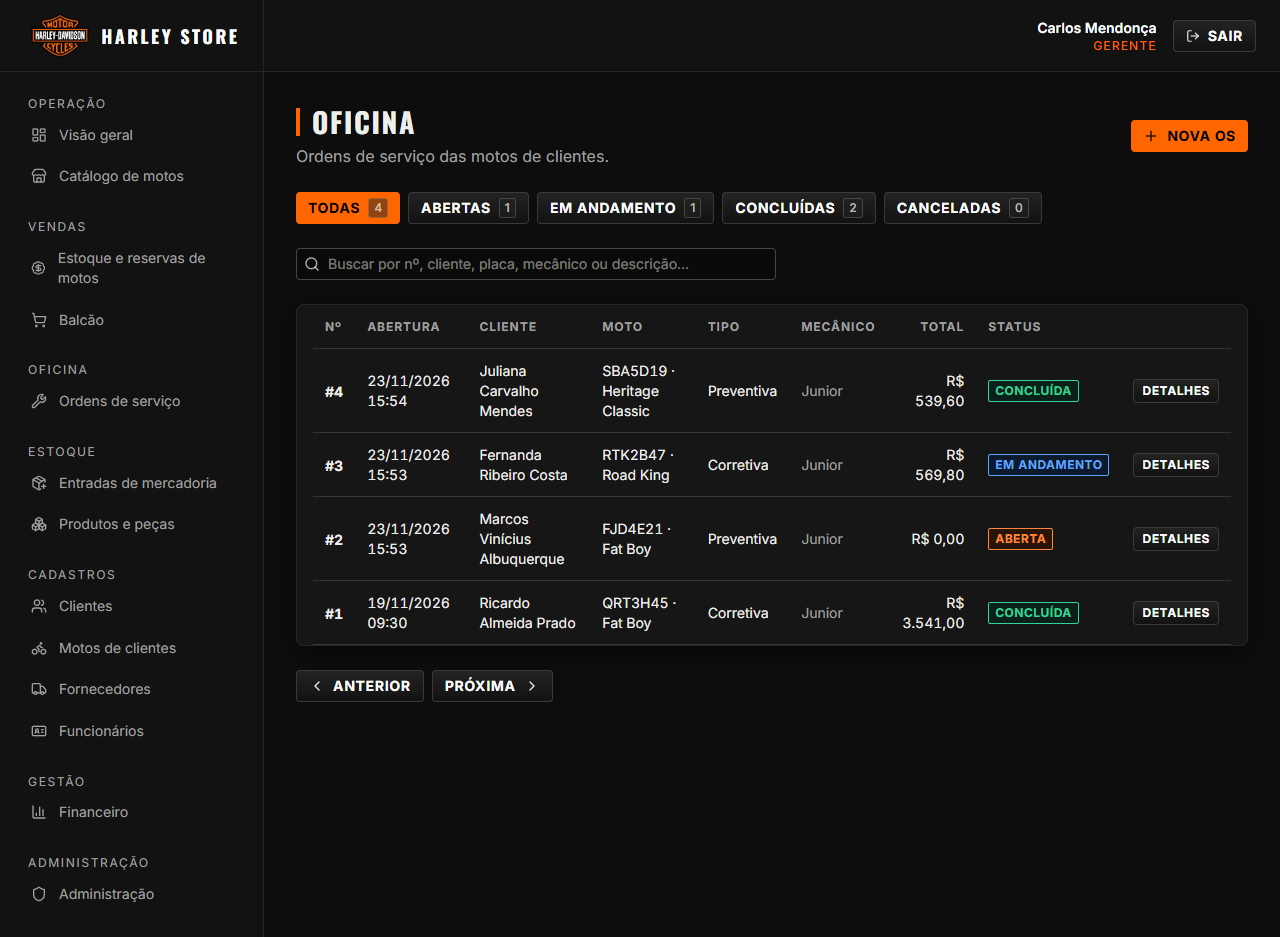 MOTOR
HARLEY-DAVIDSON
CYCLES
HARLEY STORE
Carlos Mendonça
GERENTE
SAIR
OPERAÇÃO
Visão geral
Catálogo de motos
VENDAS
Estoque e reservas de
motos
Balcão
OFICINA
Ordens de serviço
ESTOQUE
Entradas de mercadoria
Produtos e peças
CADASTROS
Clientes
Motos de clientes
Fornecedores
Funcionários
GESTÃO
Financeiro
ADMINISTRAÇÃO
Administração
OFICINA
Ordens de serviço das motos de clientes.
+ NOVA OS
TODAS 4 ABERTAS 1 EM ANDAMENTO 1 CONCLUÍDAS 2 CANCELADAS 0
Buscar por nº, cliente, placa, mecânico ou descrição...
Nº ABERTURA CLIENTE MOTO TIPO MECÂNICO TOTAL STATUS
#4
23/11/2026
15:54
Juliana
Carvalho
Mendes
SBA5D19 ·
Heritage
Classic
Preventiva
Junior
R$
539,60
CONCLUÍDA
DETALHES
#3
23/11/2026
15:53
Fernanda
Ribeiro Costa
RTK2B47 ·
Road King
Corretiva
Junior
R$
569,80
EM ANDAMENTO
DETALHES
#2
23/11/2026
15:53
Marcos
Vinícius
Albuquerque
FJD4E21 ·
Fat Boy
Preventiva
Junior
R$ 0,00
ABERTA
DETALHES
#1
19/11/2026
09:30
Ricardo
Almeida Prado
QRT3H45 ·
Fat Boy
Corretiva
Junior
R$
3.541,00
CONCLUÍDA
DETALHES
ANTERIOR PRÓXIMA